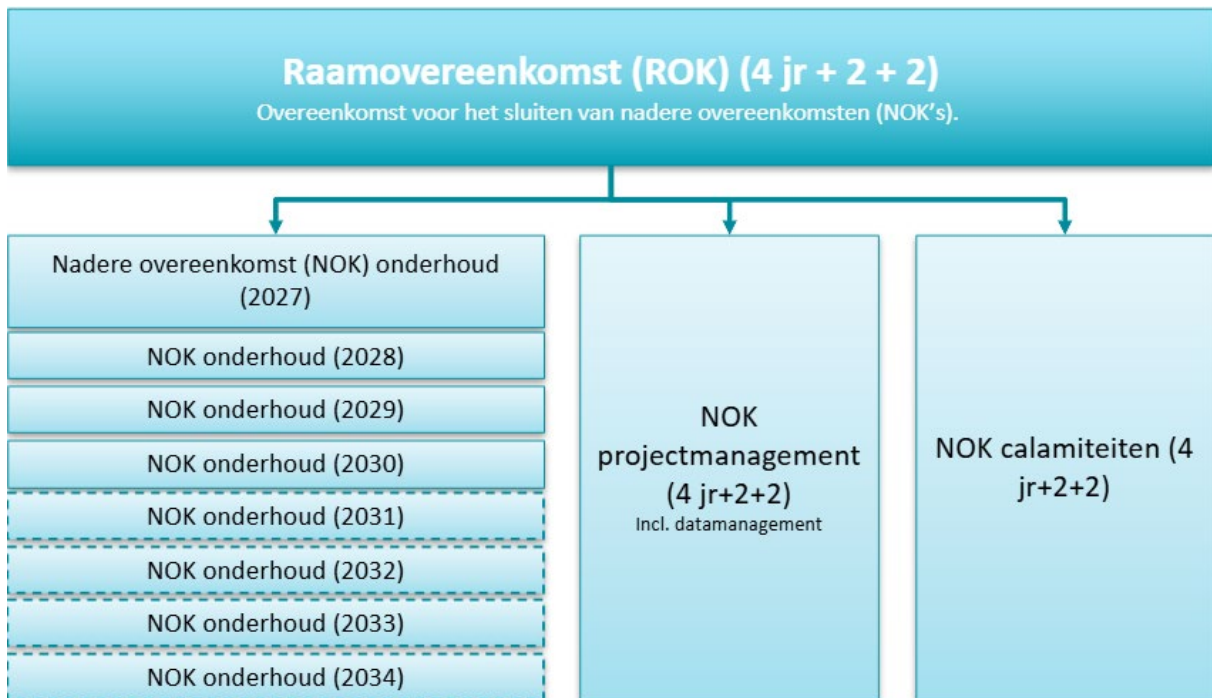 Raamovereenkomst (ROK) (4 jr + 2 + 2)
Overeenkomst voor het sluiten van nadere overeenkomsten (NOK's).
Nadere overeenkomst (NOK) onderhoud
(2027)
NOK onderhoud (2028)
NOK onderhoud (2029)
NOK onderhoud (2030)
NOK onderhoud (2031)
NOK onderhoud (2032)
NOK onderhoud (2033)
NOK onderhoud (2034)
NOK
projectmanagement
(4 jr+2+2)
Incl. datamanagement
NOK calamiteiten (4
jr+2+2)